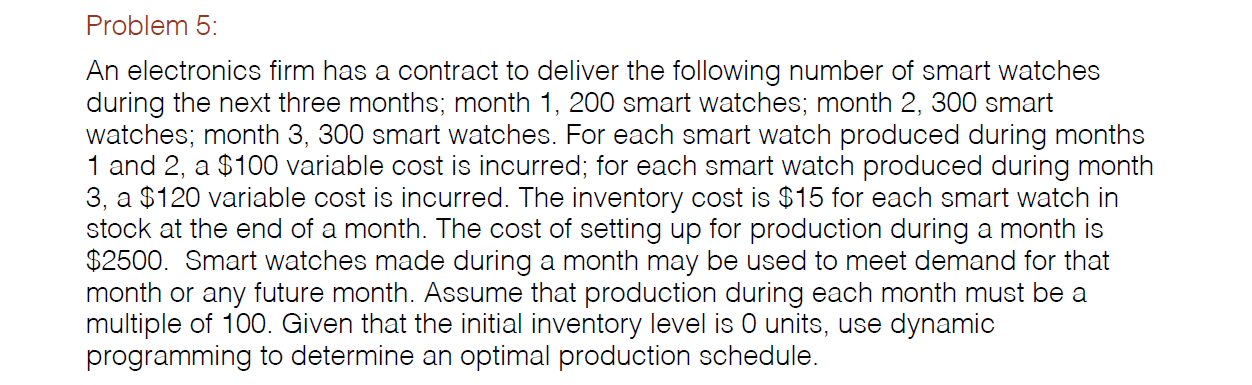 Problem 5:
An electronics firm has a contract to deliver the following number of smart watches
during the next three months; month 1, 200 smart watches; month 2, 300 smart
watches; month 3, 300 smart watches. For each smart watch produced during months
1 and 2, a $100 variable cost is incurred; for each smart watch produced during month
3, a $120 variable cost is incurred. The inventory cost is $15 for each smart watch in
stock at the end of a month. The cost of setting up for production during a month is
$2500.  Smart watches made during a month may be used to meet demand for that
month or any future month. Assume that production during each month must be a
multiple of 100. Given that the initial inventory level is 0 units, use dynamic
programming to determine an optimal production schedule.